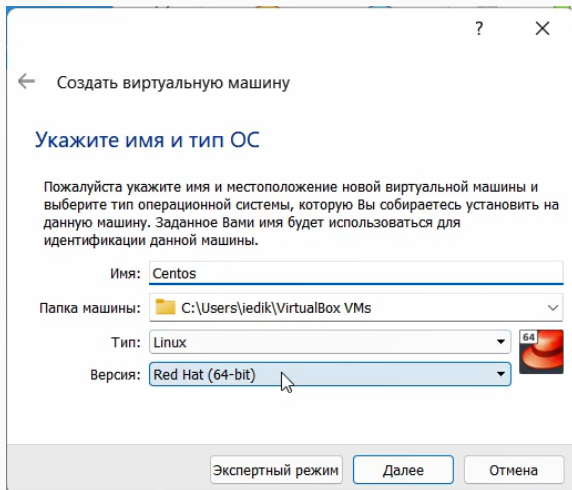 ?
Создать виртуальную машину
Укажите имя и тип ОС
Пожалуйста укажите имя и местоположение новой виртуальной машины и
выберите тип операционной системы, которую Вы собираетесь установить на
данную машину. Заданное Вами имя будет использоваться для
идентификации данной машины.
Имя: Centos
Папка машины: C:\Users\iedik\VirtualBox VMs
Тип: Linux
64
Версия: Red Hat (64-bit)
Экспертный режим Далее Отмена